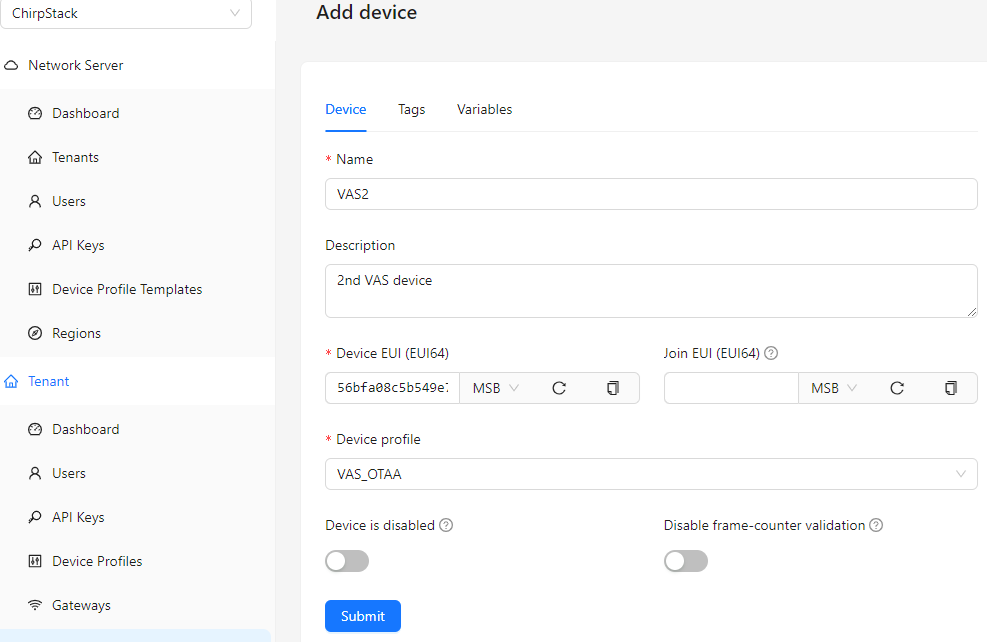 ChirpStack
Add device
Network Server
Dashboard
Tenants
Users
API Keys
Device Profile Templates
Regions
Tenant
Dashboard
Users
API Keys
Device Profiles
Gateways
Device Tags Variables
* Name
VAS2
Description
2nd VAS device
* Device EUI (EUI64) Join EUI (EUI64)
56bfa08c5b549e MSB MSB
* Device profile
VAS_OTAA
Device is disabled Disable frame-counter validation
Submit